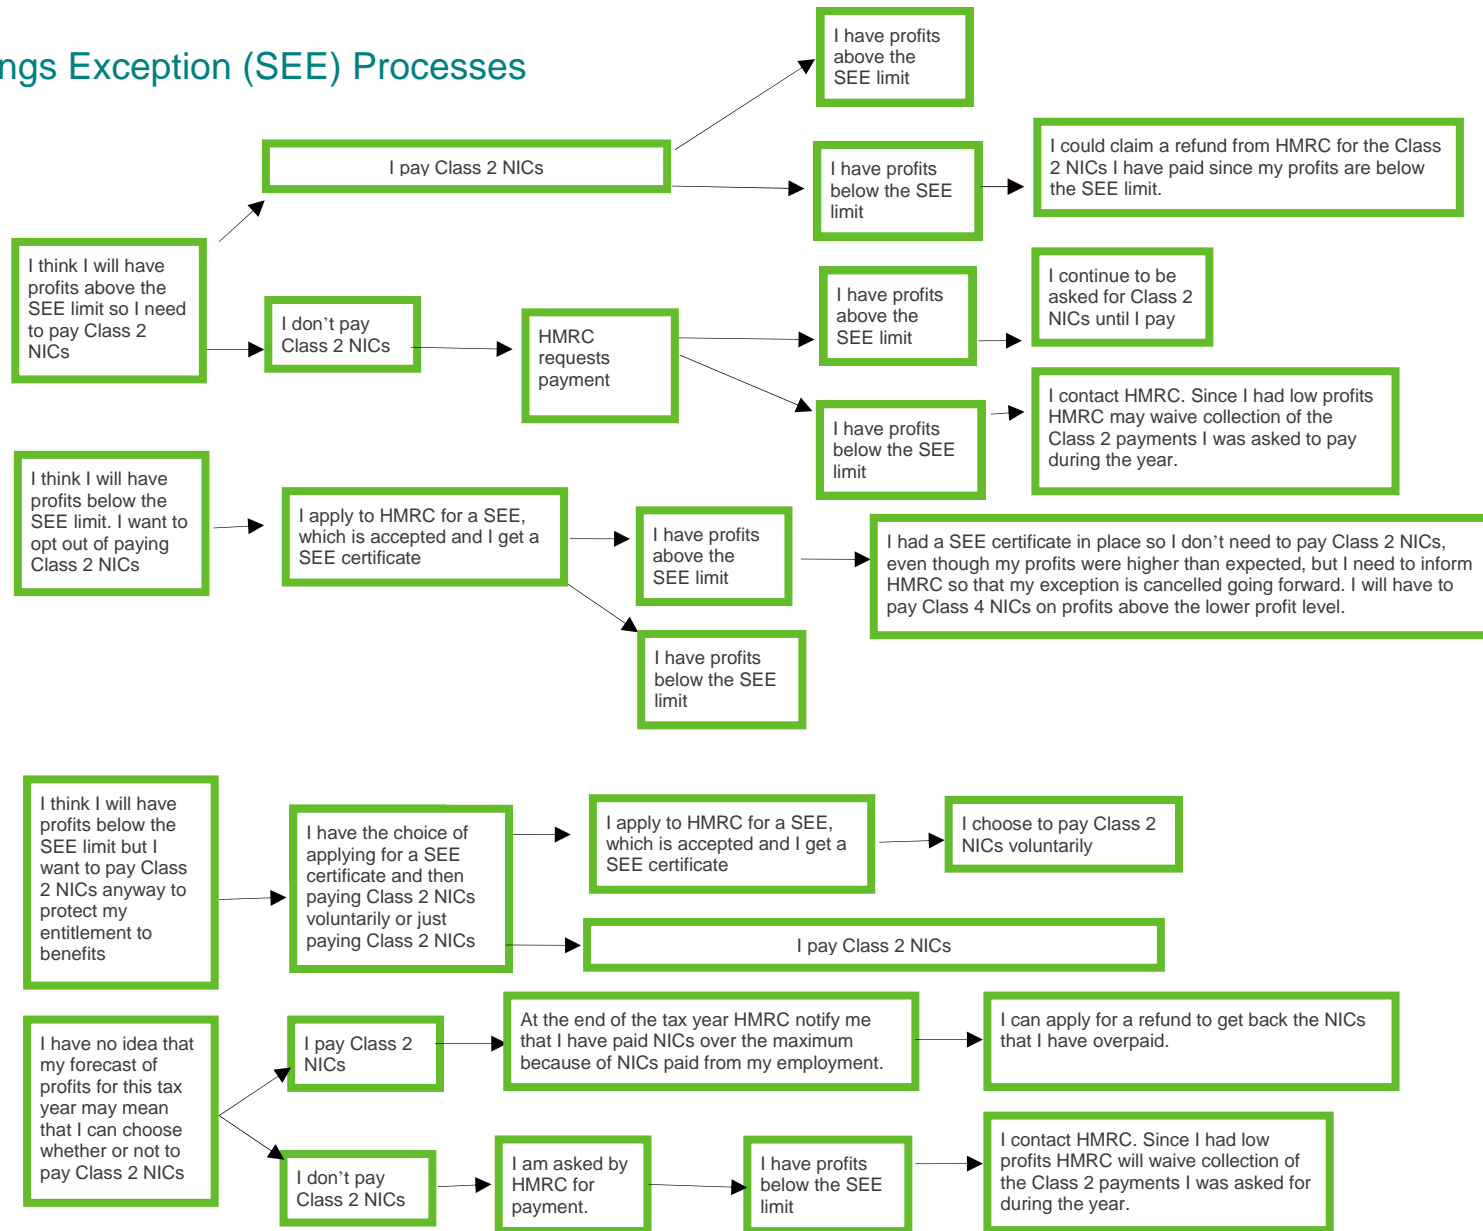 ngs Exception (SEE) Processes
I have profits
above the
SEE limit
I pay Class 2 NICs
I have profits
below the SEE
limit
I could claim a refund from HMRC for the Class
2 NICs I have paid since my profits are below
the SEE limit.
I think I will have
profits above the
SEE limit so I need
to pay Class 2
NICs
I don't pay
Class 2 NICs
HMRC
requests
payment
I have profits
above the
SEE limit
I continue to be
asked for Class 2
NICs until I pay
I have profits
below the SEE
limit
I contact HMRC. Since I had low profits
HMRC may waive collection of the
Class 2 payments I was asked to pay
during the year.
I think I will have
profits below the
SEE limit. I want to
opt out of paying
Class 2 NICs
I apply to HMRC for a SEE,
which is accepted and I get a
SEE certificate
I have profits
above the
SEE limit
I had a SEE certificate in place so I don't need to pay Class 2 NICs,
even though my profits were higher than expected, but I need to inform
HMRC so that my exception is cancelled going forward. I will have to
pay Class 4 NICs on profits above the lower profit level.
I have profits
below the SEE
limit
I think I will have
profits below the
SEE limit but I
want to pay Class
2 NICs anyway to
protect my
entitlement to
benefits
I have the choice of
applying for a SEE
certificate and then
paying Class 2 NICs
voluntarily or just
paying Class 2 NICs
I apply to HMRC for a SEE,
which is accepted and I get a
SEE certificate
I choose to pay Class 2
NICs voluntarily
I pay Class 2 NICs
I have no idea that
my forecast of
profits for this tax
year may mean
that I can choose
whether or not to
pay Class 2 NICs
I pay Class 2
NICs
At the end of the tax year HMRC notify me
that I have paid NICs over the maximum
because of NICs paid from my employment.
I can apply for a refund to get back the NICs
that I have overpaid.
I don't pay
Class 2 NICs
I am asked by
HMRC for
payment.
I have profits
below the SEE
limit
I contact HMRC. Since I had low
profits HMRC will waive collection of
the Class 2 payments I was asked for
during the year.